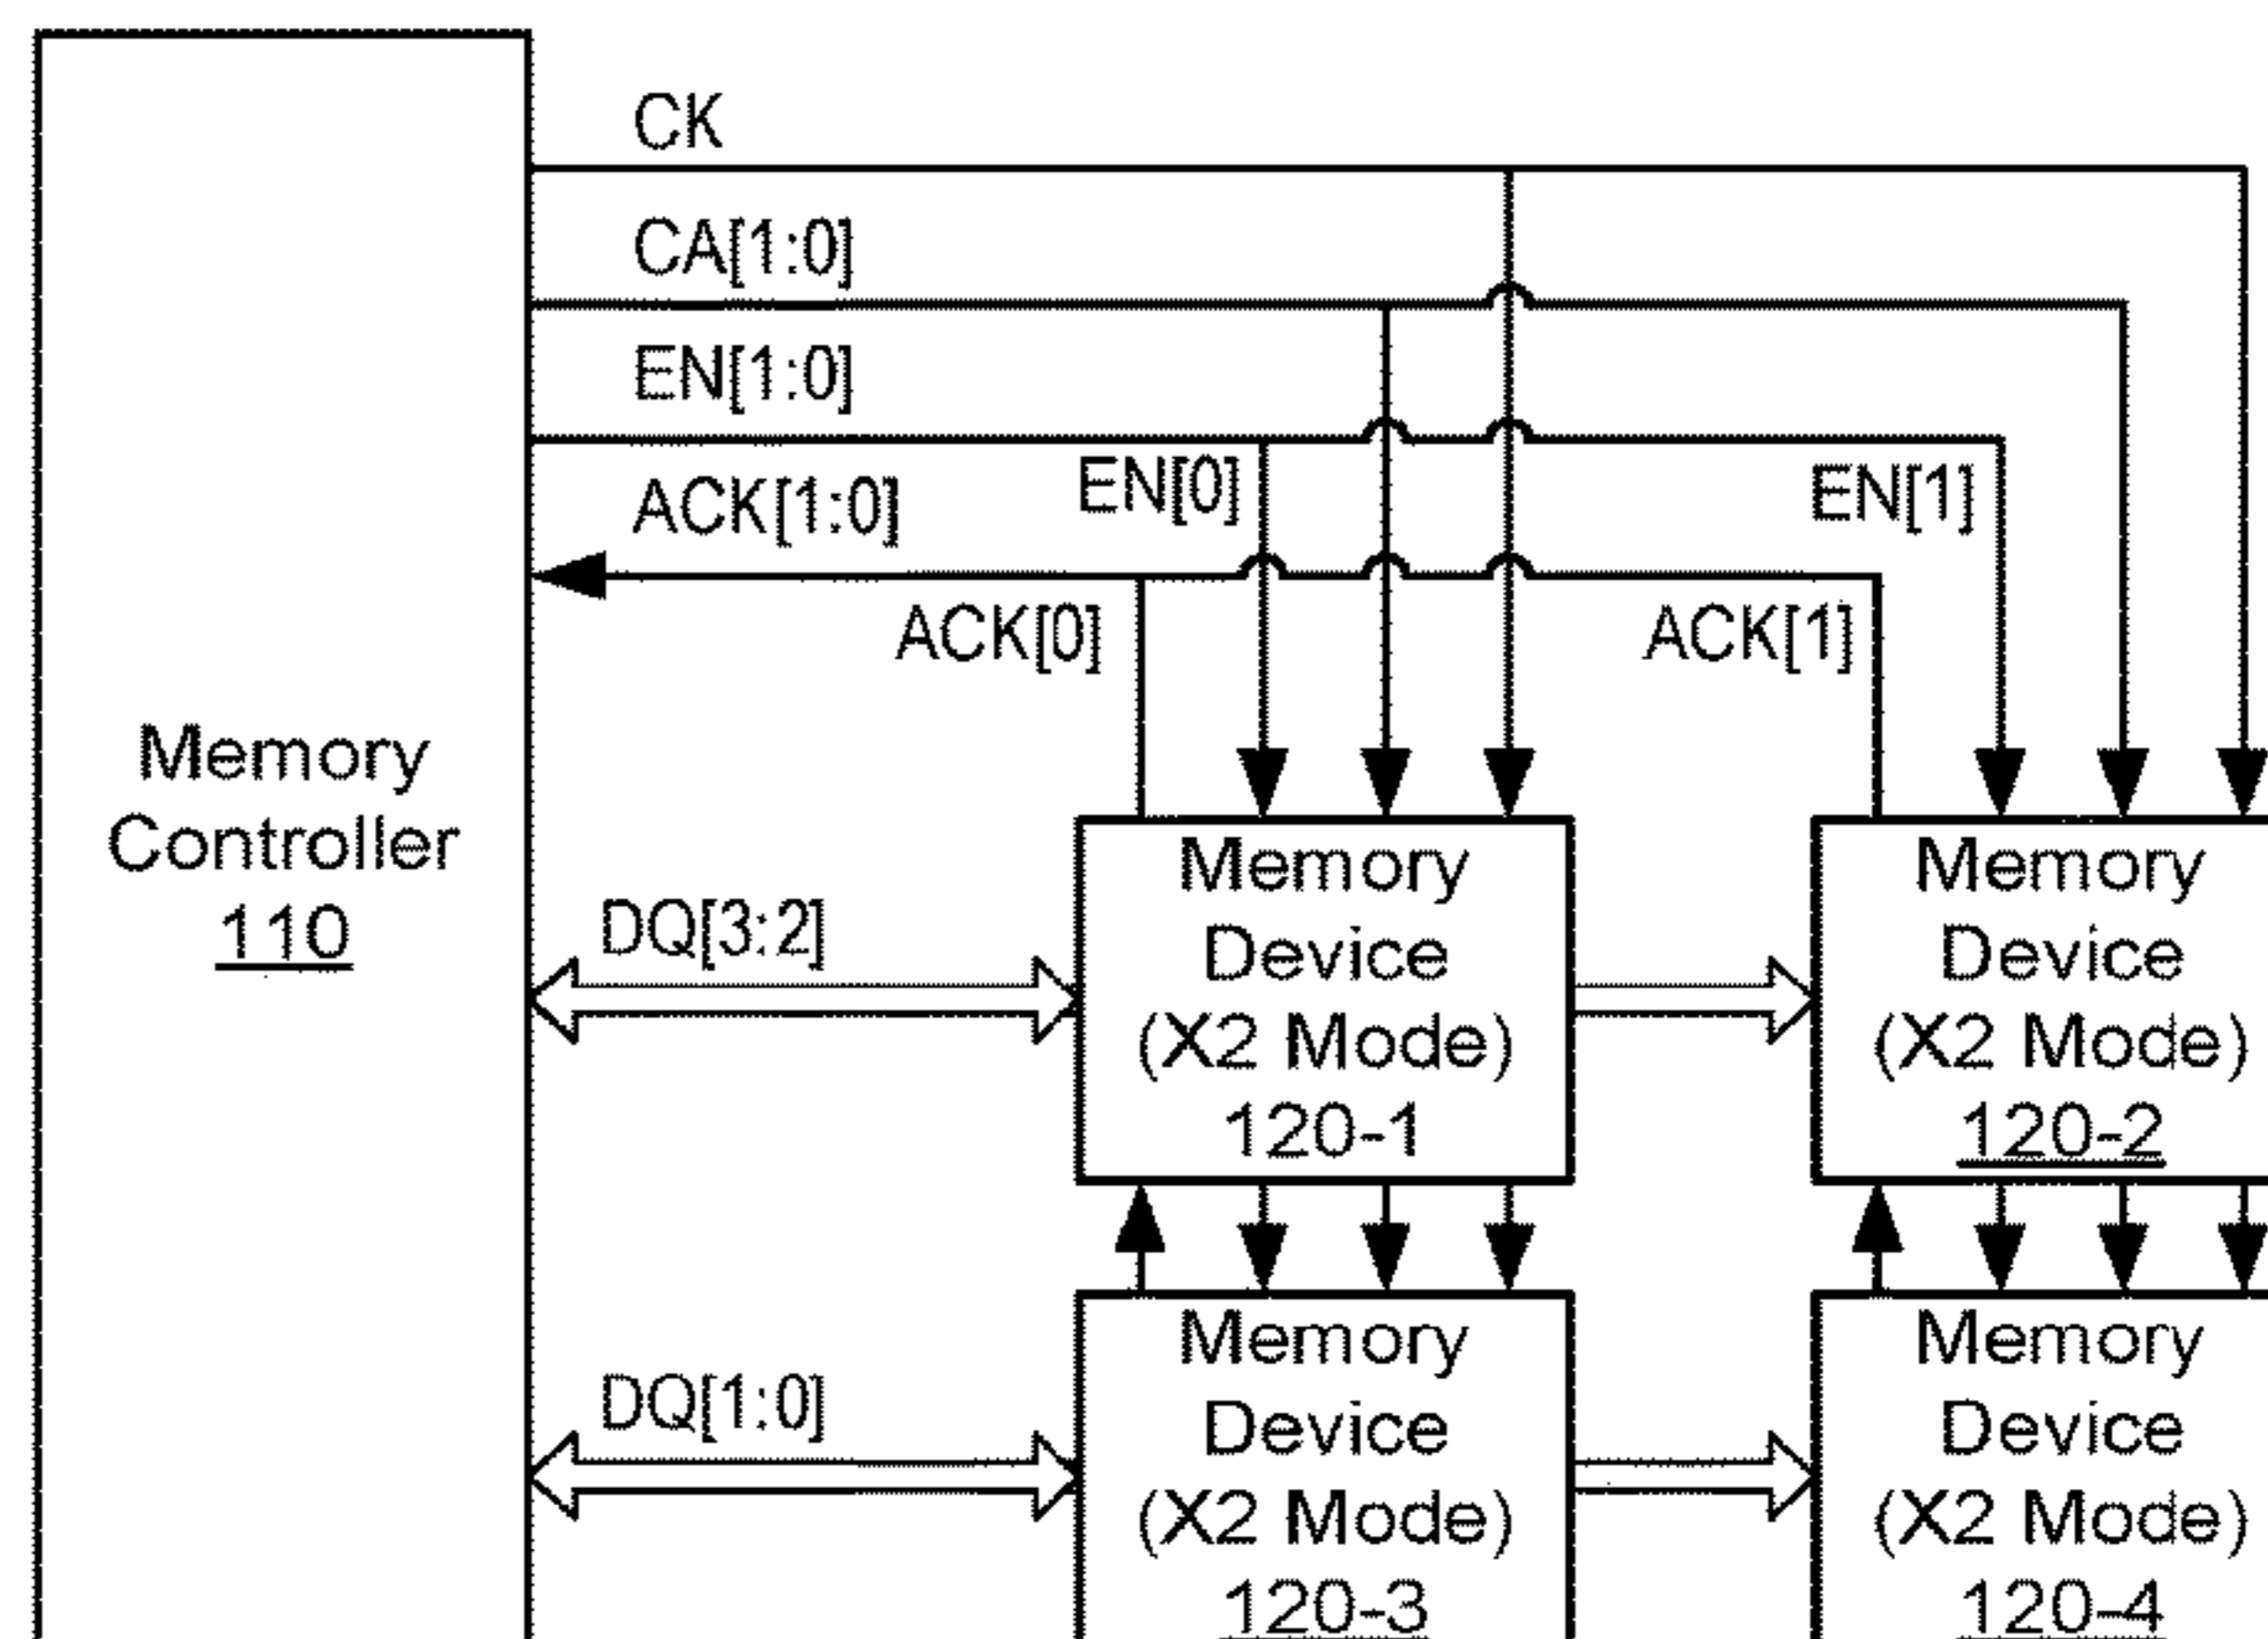 CK
CA[1:0]
EN[1:0]
EN[0]
EN[1]
ACK[1:0]
ACK[0]
ACK[1]
Memory
Controller
110
DQ[3:2]
Memory
Device
(X2 Mode)
120-1
Memory
Device
(X2 Mode)
120-2
DQ[1:0]
Memory
Device
(X2 Mode)
120-3
Memory
Device
(X2 Mode)
120-4